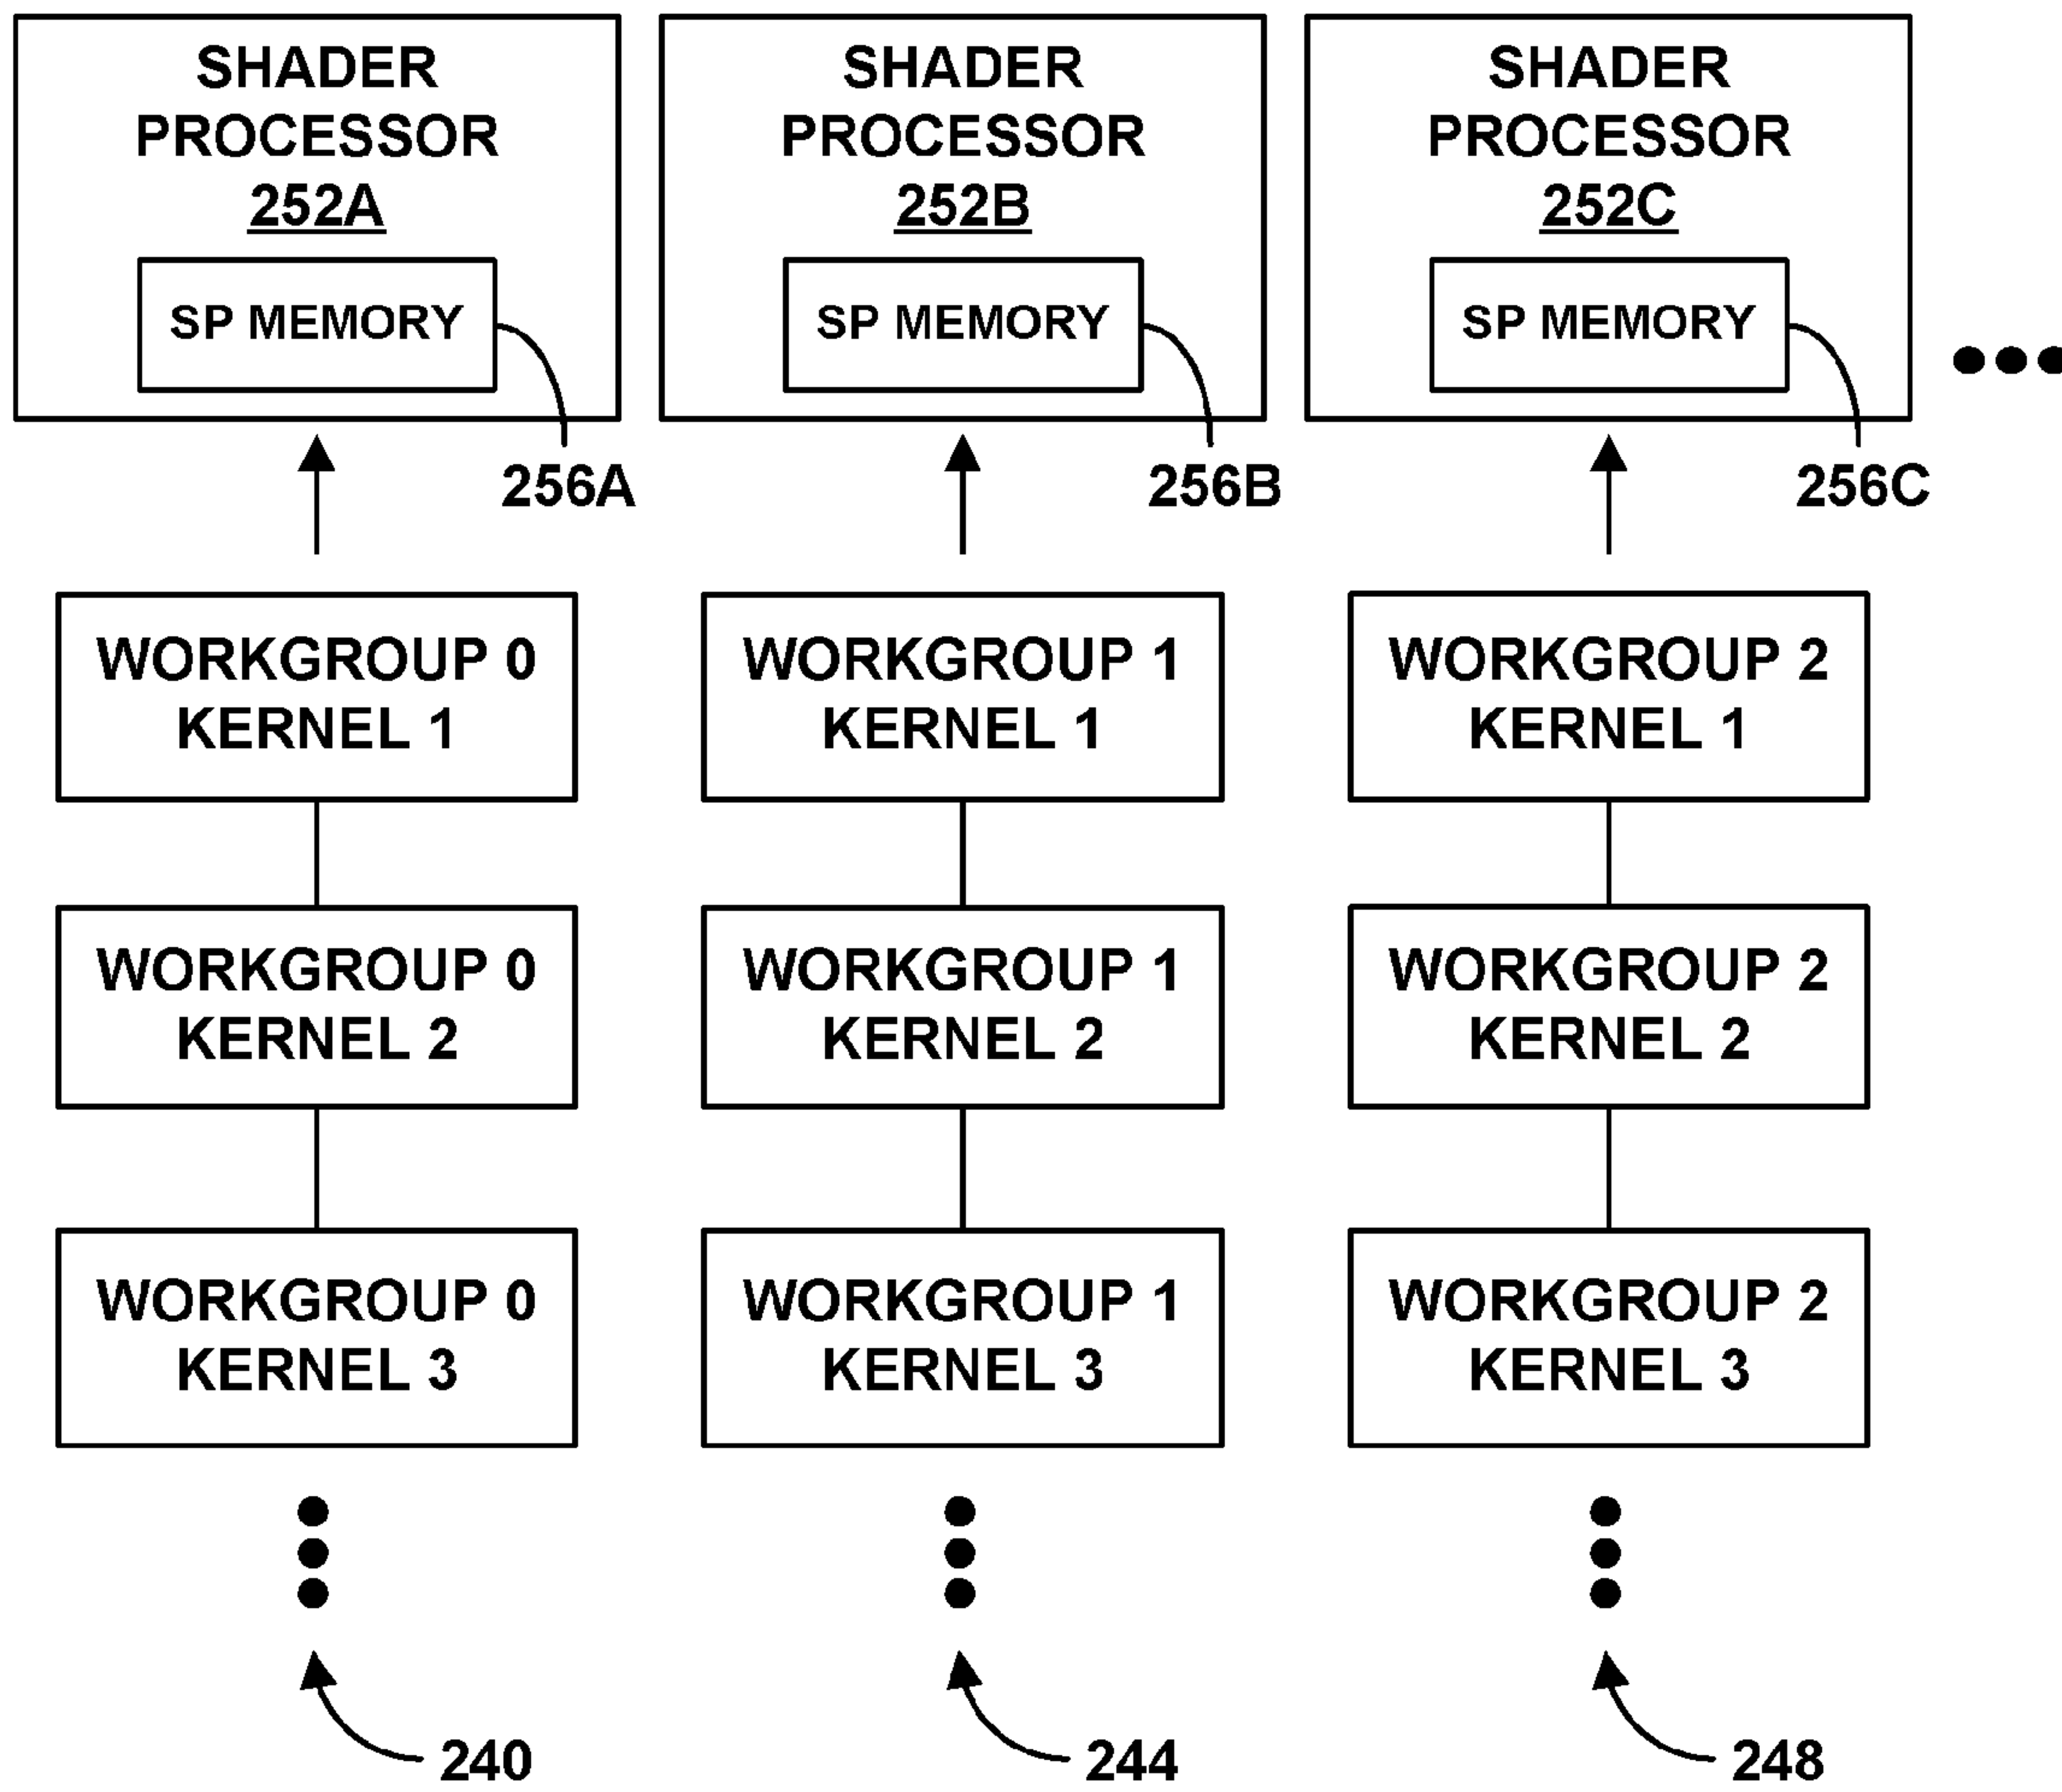 SHADER
PROCESSOR
252A
SP MEMORY
256A
SHADER
PROCESSOR
252B
SP MEMORY
256B
SHADER
PROCESSOR
252C
SP MEMORY
256C
WORKGROUP 0
KERNEL 1
WORKGROUP 1
KERNEL 1
WORKGROUP 2
KERNEL 1
WORKGROUP 0
KERNEL 2
WORKGROUP 1
KERNEL 2
WORKGROUP 2
KERNEL 2
WORKGROUP 0
KERNEL 3
WORKGROUP 1
KERNEL 3
WORKGROUP 2
KERNEL 3
240
244
248